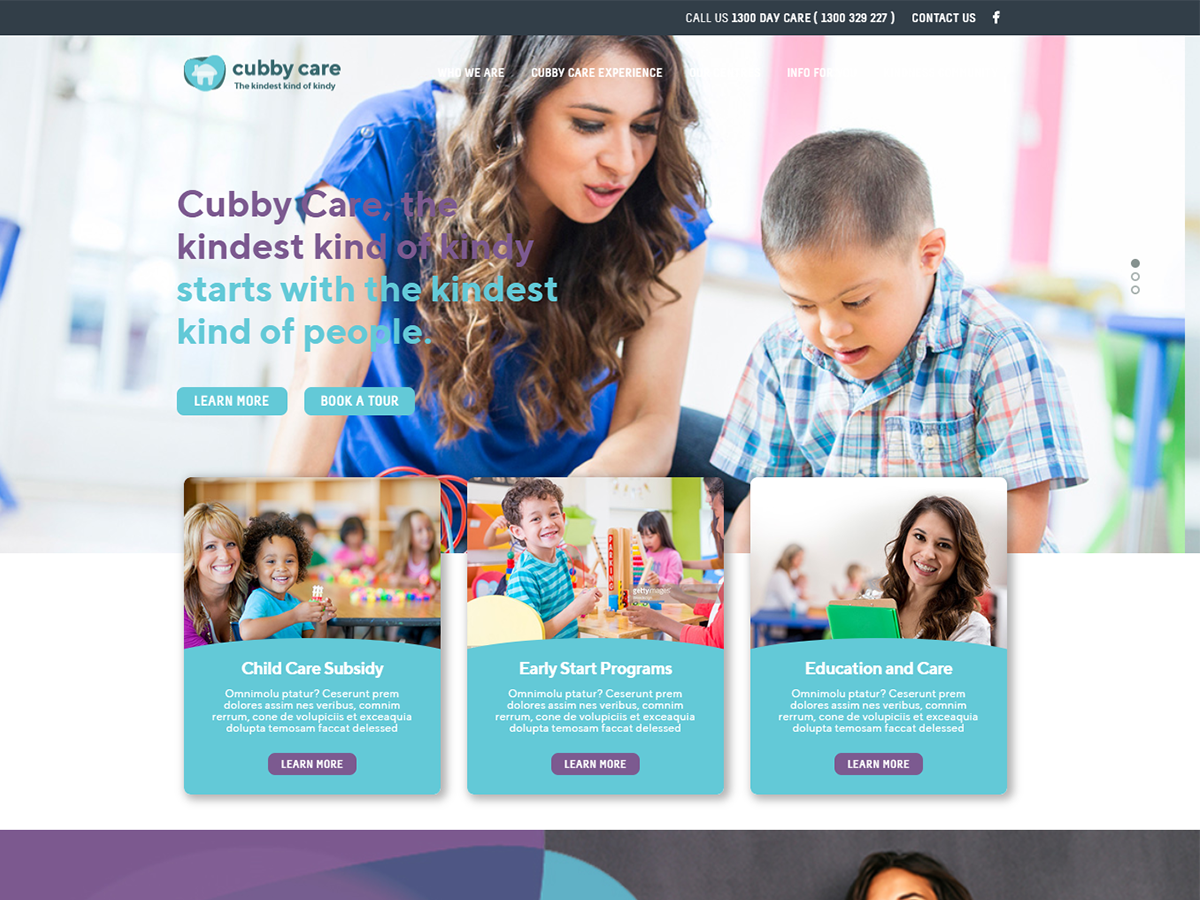 CALL US 1300 DAY CARE ( 1300 329 227 ) CONTACT US
cubby care
The kindest kind of kindy
WHO WE ARE CUBBY CARE EXPERIENCE INFO FOR
Cubby Care, the
kindest kind of kindy
starts with the kindest
kind of people.
LEARN MORE BOOK A TOUR
PARKING
gettyimages
Child Care Subsidy
Omnimolu ptatur? Ceserunt prem
dolores assim nes veribus, comnim
rerrum, cone de volupiciis et exceaquia
dolupta temosam faccat delessed
LEARN MORE
Early Start Programs
Omnimolu ptatur? Ceserunt prem
dolores assim nes veribus, comnim
rerrum, cone de volupiciis et exceaquia
dolupta temosam faccat delessed
LEARN MORE
Education and Care
Omnimolu ptatur? Ceserunt prem
dolores assim nes veribus, comnim
rerrum, cone de volupiciis et exceaquia
dolupta temosam faccat delessed
LEARN MORE